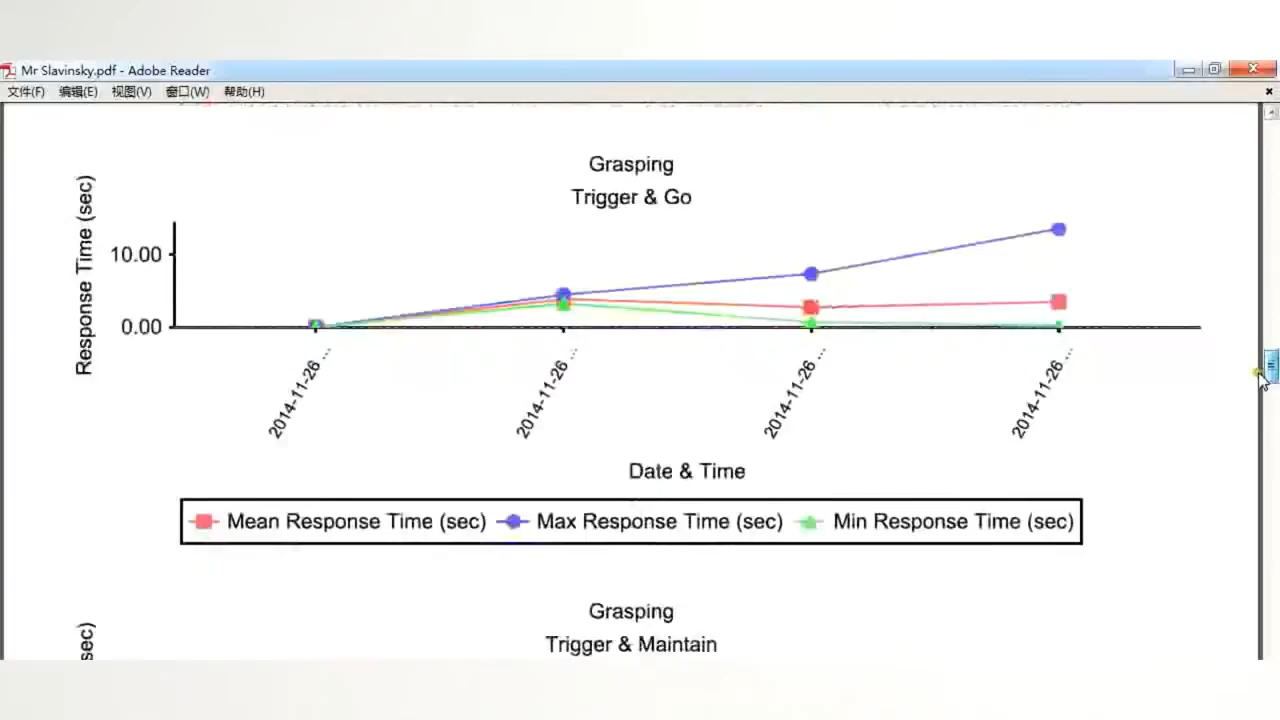 Mr Slavinsky.pdf - Adobe Reader
文件(F) 编辑(E) 视图(V) 窗口(W) 帮助(H)
Grasping
Trigger & Go
Response Time (sec)
10.00
0.00
2014-11-26 ...
2014-11-26 ...
2014-11-26 ...
2014-11-26 ...
Date & Time
Mean Response Time (sec) Max Response Time (sec) Min Response Time (sec)
Grasping
Trigger & Maintain
sec)